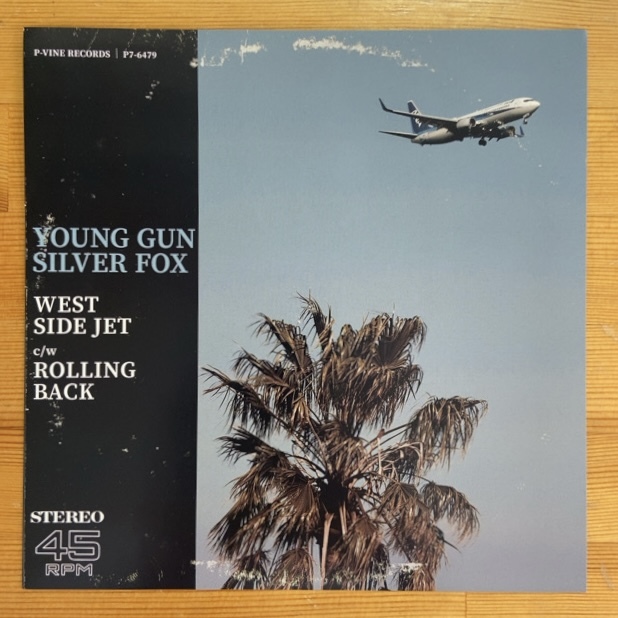 P-VINE RECORDS | P7-6479
YOUNG GUN
SILVER FOX
WEST
SIDE JET
c/w
ROLLING
BACK
STEREO
45
RPM